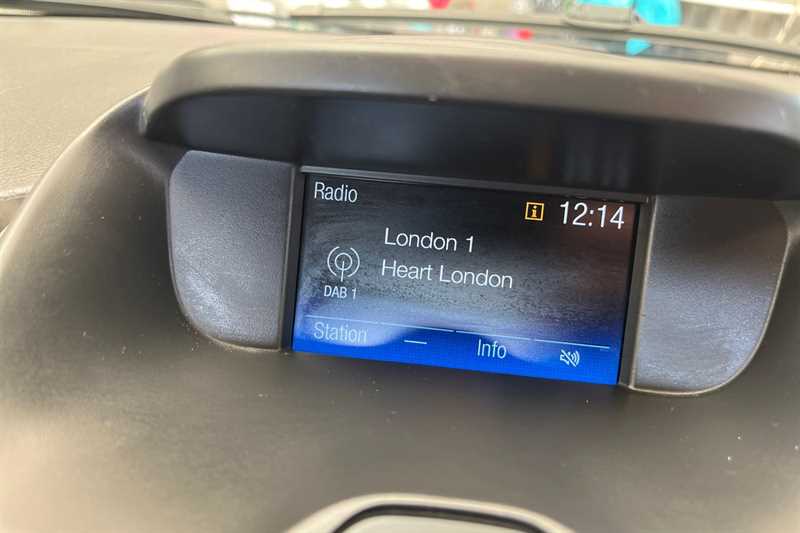 Radio
i 12:14
London 1
Heart London
DAB 1
Station
Info